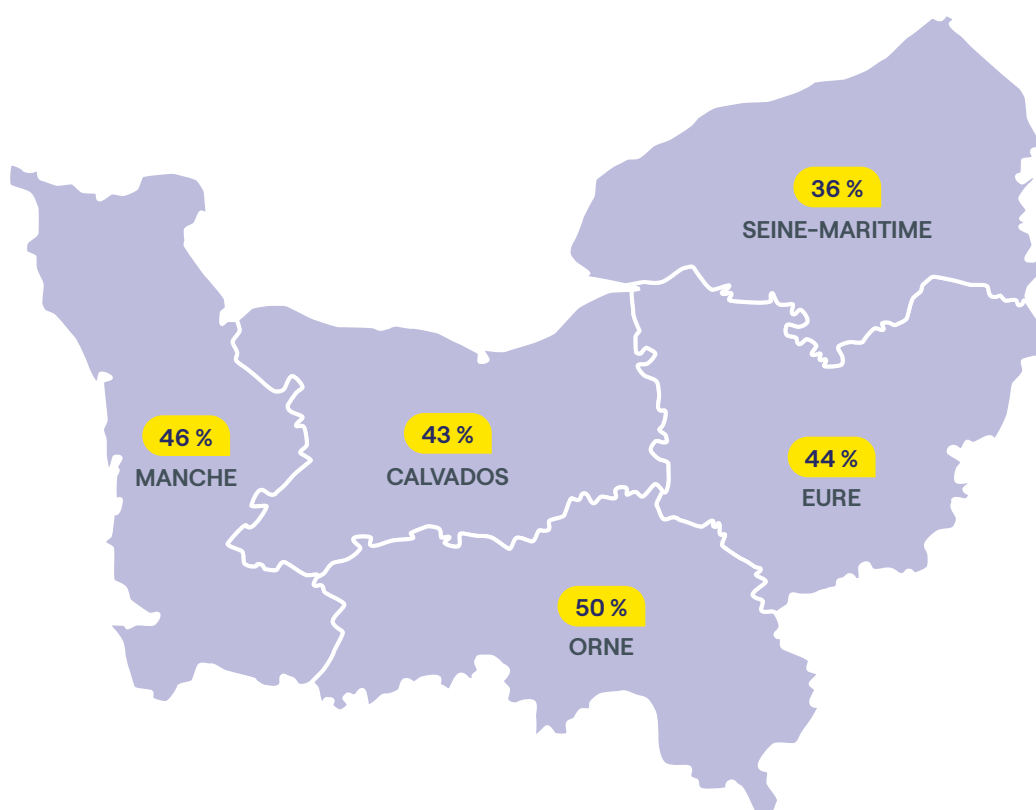 36 %
SEINE-MARITIME
46 %
MANCHE
43 %
CALVADOS
44 %
EURE
50 %
ORNE